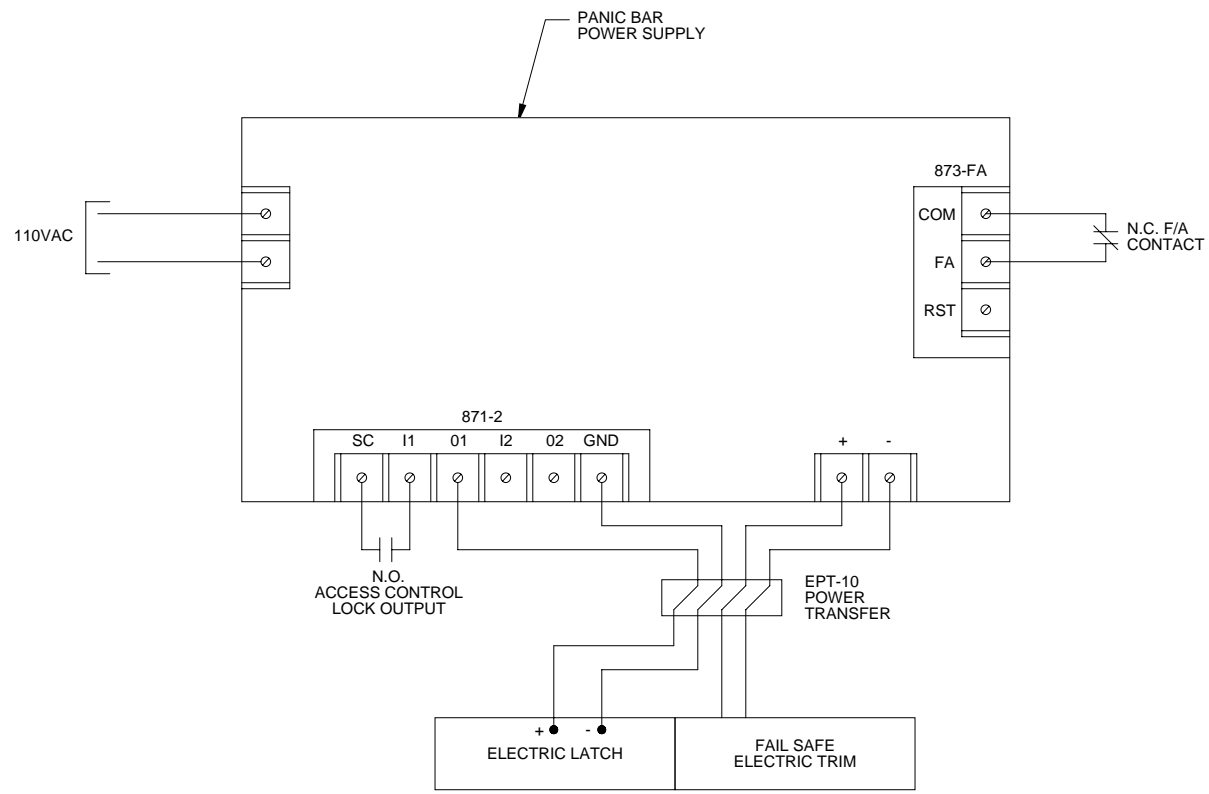 PANIC BAR
POWER SUPPLY
873-FA
COM
FA
RST
N.C. F/A
CONTACT
110VAC
871-2
SC I1 01 I2 02 GND
+ -
N.O.
ACCESS CONTROL
LOCK OUTPUT
EPT-10
POWER
TRANSFER
+ -
ELECTRIC LATCH
FAIL SAFE
ELECTRIC TRIM